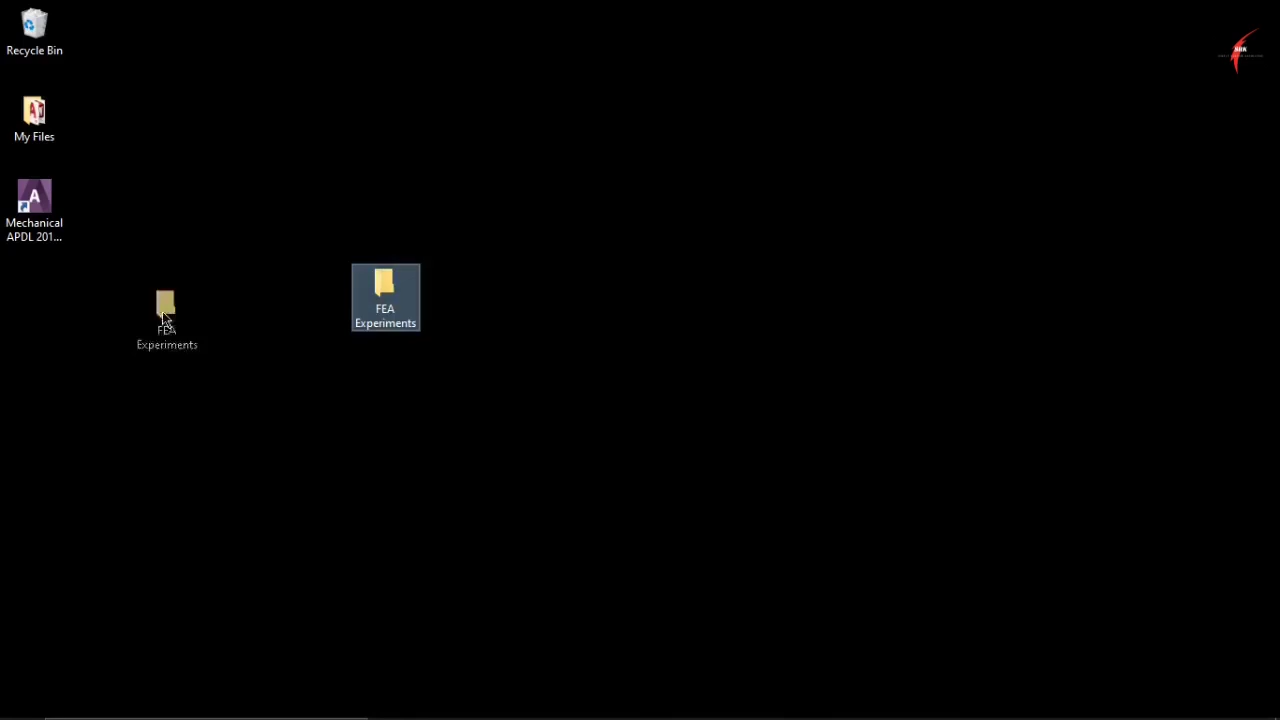 Recycle Bin
My Files
Mechanical
APDL 201...
FEA
Experiments
FEA
Experiments